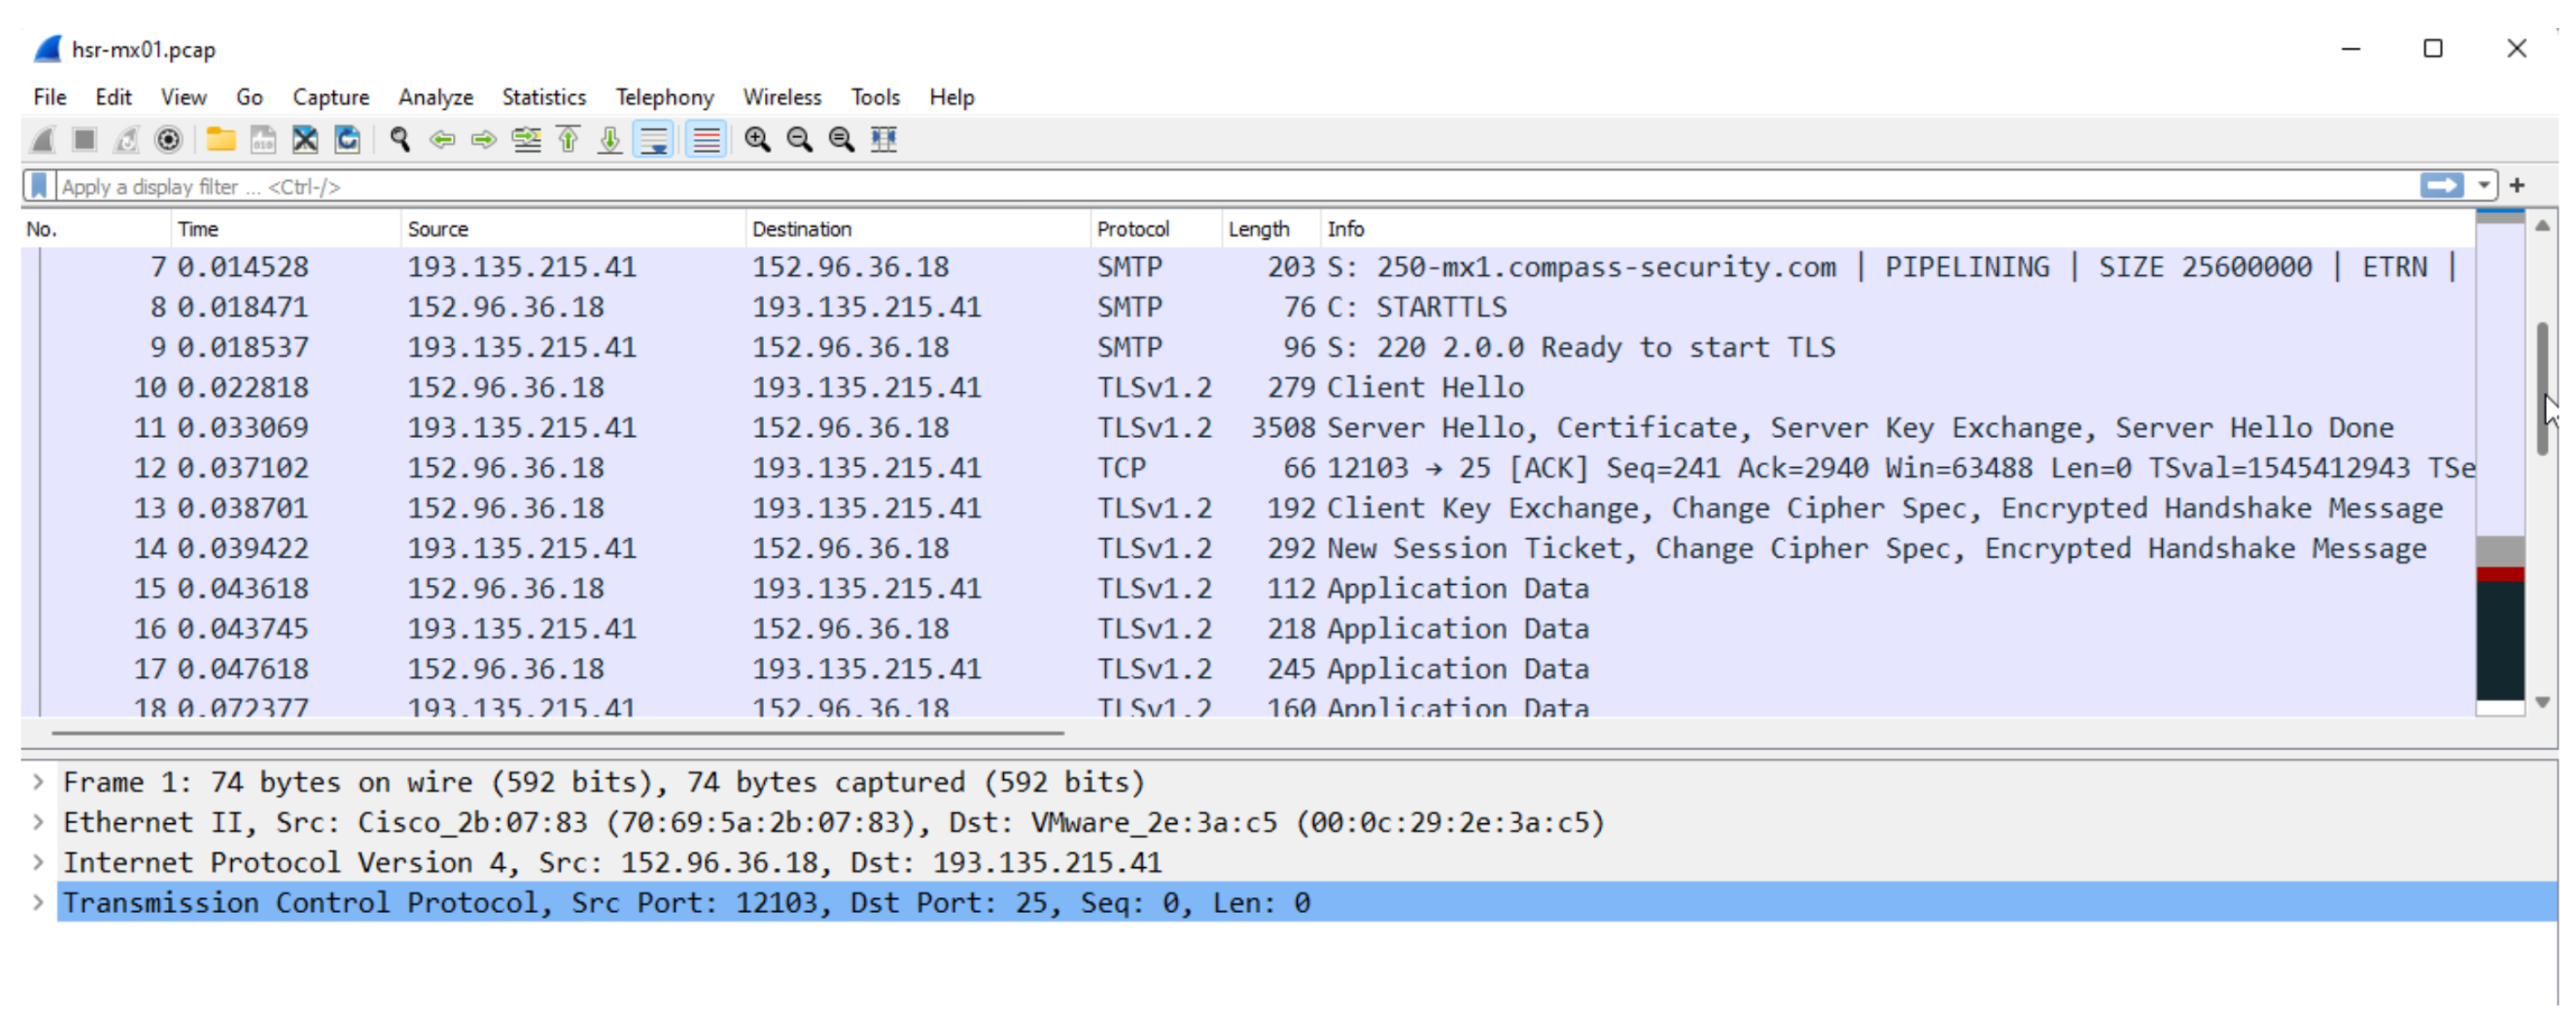 hsr-mx01.pcap
File Edit View Go Capture Analyze Statistics Telephony Wireless Tools Help
Apply a display filter ... <Ctrl-/>
No. Time Source Destination Protocol Length Info
7 0.014528 193.135.215.41 152.96.36.18 SMTP 203 S: 250-mx1.compass-security.com | PIPELINING | SIZE 25600000 | ETRN |
8 0.018471 152.96.36.18 193.135.215.41 SMTP 76 C: STARTTLS
9 0.018537 193.135.215.41 152.96.36.18 SMTP 96 S: 220 2.0.0 Ready to start TLS
10 0.022818 152.96.36.18 193.135.215.41 TLSv1.2 279 Client Hello
11 0.033069 193.135.215.41 152.96.36.18 TLSv1.2 3508 Server Hello, Certificate, Server Key Exchange, Server Hello Done
12 0.037102 152.96.36.18 193.135.215.41 TCP 66 12103 → 25 [ACK] Seq=241 Ack=2940 Win=63488 Len=0 TSval=1545412943 TSe
13 0.038701 152.96.36.18 193.135.215.41 TLSv1.2 192 Client Key Exchange, Change Cipher Spec, Encrypted Handshake Message
14 0.039422 193.135.215.41 152.96.36.18 TLSv1.2 292 New Session Ticket, Change Cipher Spec, Encrypted Handshake Message
15 0.043618 152.96.36.18 193.135.215.41 TLSv1.2 112 Application Data
16 0.043745 193.135.215.41 152.96.36.18 TLSv1.2 218 Application Data
17 0.047618 152.96.36.18 193.135.215.41 TLSv1.2 245 Application Data
18 0.072377 193.135.215.41 152.96.36.18 TLSv1.2 160 Application Data
Frame 1: 74 bytes on wire (592 bits), 74 bytes captured (592 bits)
Ethernet II, Src: Cisco_2b:07:83 (70:69:5a:2b:07:83), Dst: VMware_2e:3a:c5 (00:0c:29:2e:3a:c5)
Internet Protocol Version 4, Src: 152.96.36.18, Dst: 193.135.215.41
Transmission Control Protocol, Src Port: 12103, Dst Port: 25, Seq: 0, Len: 0